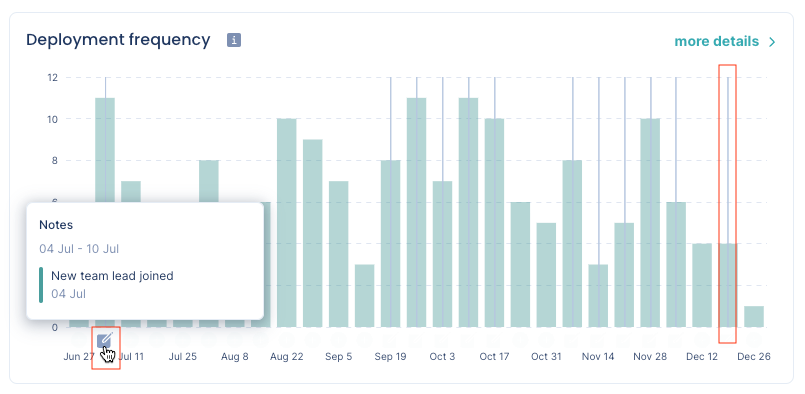 Deployment frequency
more details
12
10
8
6
Notes
04 Jul - 10 Jul
New team lead joined
04 Jul
0
Jun 27 Jul 11 Jul 25 Aug 8 Aug 22 Sep 5 Sep 19 Oct 3 Oct 17 Oct 31 Nov 14 Nov 28 Dec 12 Dec 26